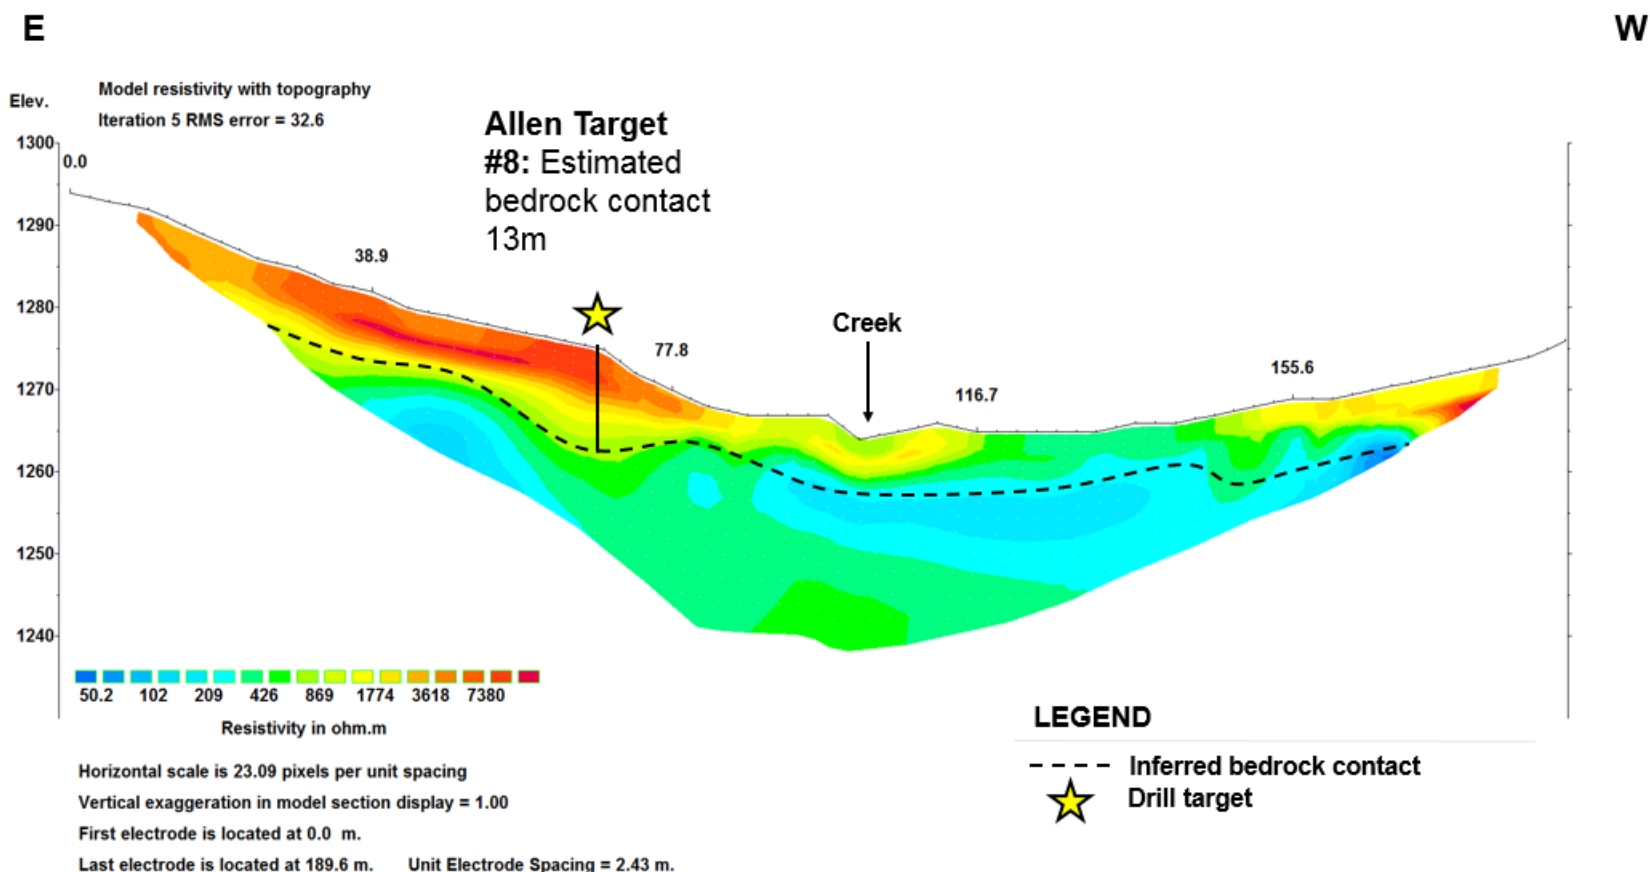 E
W
Model resistivity with topography
Elev.
Iteration 5 RMS error = 32.6
Allen Target
#8: Estimated
bedrock contact
13m
1300
0.0
1290
38.9
1280
Creek
77.8
1270
116.7
155.6
1260
1250
1240
50.2 102 209 426 869 1774 3618 7380
Resistivity in ohm.m
LEGEND
Inferred bedrock contact
Drill target
Horizontal scale is 23.09 pixels per unit spacing
Vertical exaggeration in model section display = 1.00
First electrode is located at 0.0 m.
Last electrode is located at 189.6 m. Unit Electrode Spacing = 2.43 m.